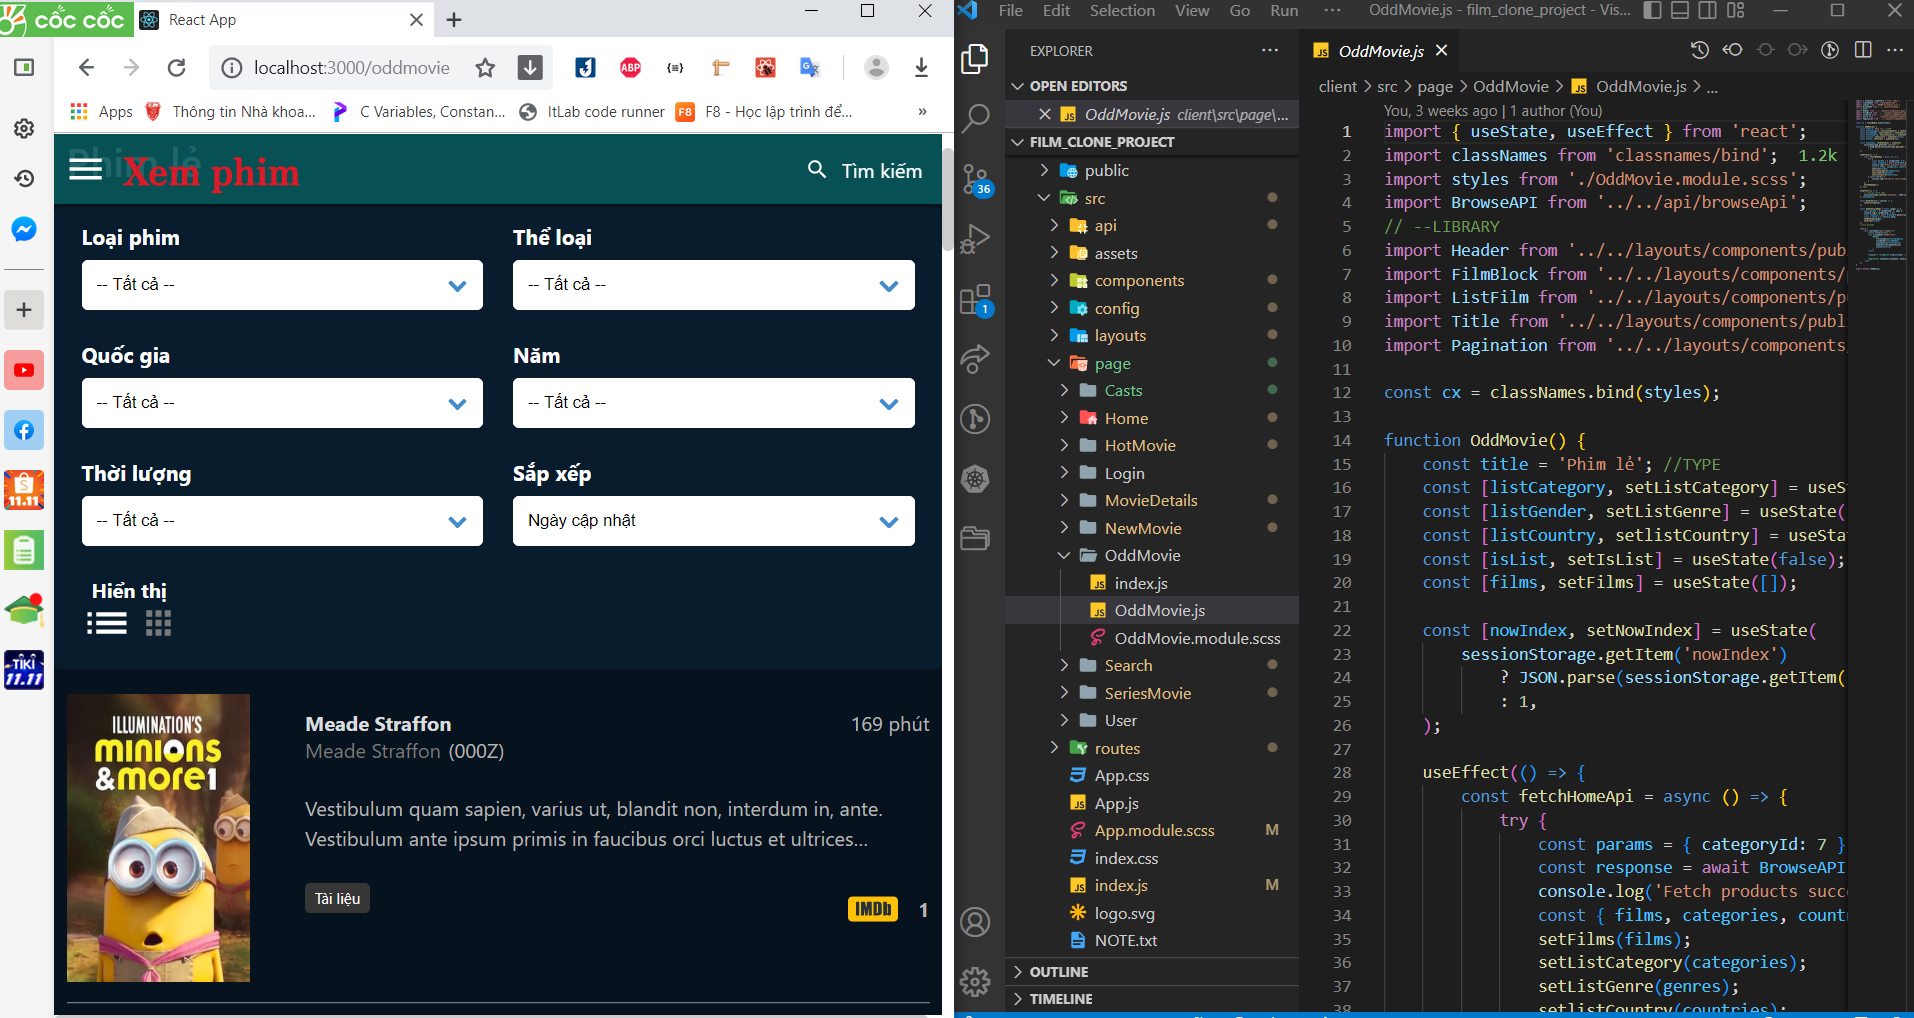 cốc cốc
React App
localhost:3000/oddmovie
ABP
Apps
Thông tin Nhà khoa...
C Variables, Constan...
ItLab code runner
F8
F8 - Học lập trình để...
»
Phim lẻ
Xem phim
Tìm kiếm
Loại phim
Thể loại
-- Tất cả --
-- Tất cả --
Quốc gia
Năm
-- Tất cả --
-- Tất cả --
Thời lượng
Sắp xếp
-- Tất cả --
Ngày cập nhật
Hiển thị
11.11
TiKi
11.11
ILLUMINATION'S
minions
&more1
Meade Straffon
169 phút
Meade Straffon (000Z)
Vestibulum quam sapien, varius ut, blandit non, interdum in, ante.
Vestibulum ante ipsum primis in faucibus orci luctus et ultrices...
Tài liệu
IMDb 1
File Edit Selection View Go Run ···
OddMovie.js - film_clone_project - Vis...
36
1
EXPLORER
OPEN EDITORS
OddMovie.js client\src\page\...
FILM_CLONE_PROJECT
public
src
api
assets
components
config
layouts
page
Casts
Home
HotMovie
Login
MovieDetails
NewMovie
OddMovie
index.js
OddMovie.js
OddMovie.module.scss
Search
SeriesMovie
User
routes
App.css
App.js
App.module.scss M
index.css
index.js M
logo.svg
NOTE.txt
OUTLINE
TIMELINE
OddMovie.js
client > src > page > OddMovie > OddMovie.js > ...
You, 3 weeks ago | 1 author (You)
1 import { useState, useEffect } from 'react';
2 import classNames from 'classnames/bind'; 1.2k
3 import styles from './OddMovie.module.scss';
4 import BrowseAPI from '../../api/browseApi';
5 // --LIBRARY
6 import Header from '../../layouts/components/pub
7 import FilmBlock from '../../layouts/components/
8 import ListFilm from '../../layouts/components/p
9 import Title from '../../layouts/components/publ
10 import Pagination from '../../layouts/components
11
12 const cx = classNames.bind(styles);
13
14 function OddMovie() {
15 const title = 'Phim lẻ'; //TYPE
16 const [listCategory, setListCategory] = useS
17 const [listGender, setListGenre] = useState(
18 const [listCountry, setlistCountry] = useSta
19 const [isList, setIsList] = useState(false);
20 const [films, setFilms] = useState([]);
21
22 const [nowIndex, setNowIndex] = useState(
23 sessionStorage.getItem('nowIndex')
24 ? JSON.parse(sessionStorage.getItem(
25 : 1,
26 );
27
28 useEffect(() => {
29 const fetchHomeApi = async () => {
30 try {
31 const params = { categoryId: 7 }
32 const response = await BrowseAPI
33 console.log('Fetch products succ
34 const { films, categories, count
35 setFilms(films);
36 setListCategory(categories);
37 setListGenre(genres);
38 setlistCountry(countries);